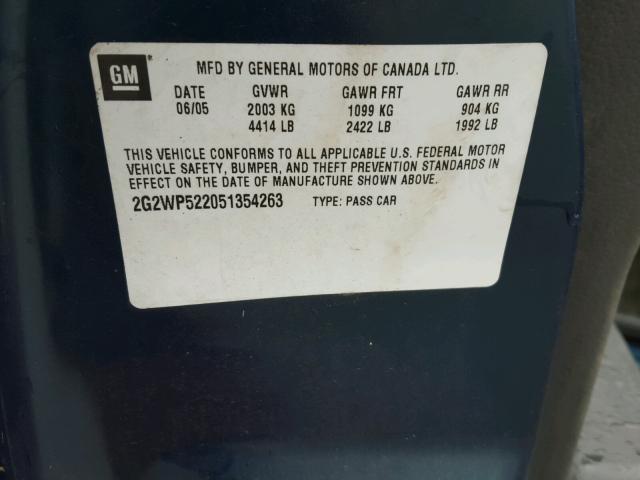 GM
MFD BY GENERAL MOTORS OF CANADA LTD.
DATE GVWR GAWR FRT GAWR RR
06/05 2003 KG 1099 KG 904 KG
4414 LB 2422 LB 1992 LB
THIS VEHICLE CONFORMS TO ALL APPLICABLE U.S. FEDERAL MOTOR
VEHICLE SAFETY, BUMPER, AND THEFT PREVENTION STANDARDS IN
EFFECT ON THE DATE OF MANUFACTURE SHOWN ABOVE.
2G2WP522051354263 TYPE: PASS CAR